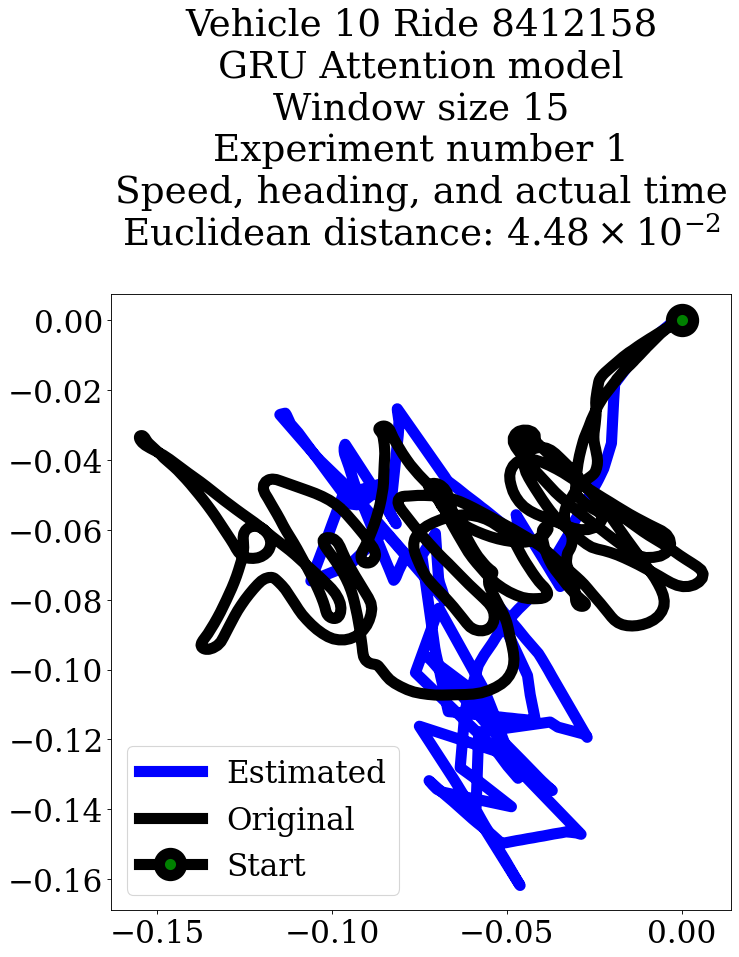 Vehicle 10 Ride 8412158
GRU Attention model
Window size 15
Experiment number 1
Speed, heading, and actual time
Euclidean distance: 4.48 × 10⁻²
0.00
−0.02
−0.04
−0.06
−0.08
−0.10
−0.12
−0.14
−0.16
Estimated
Original
Start
−0.15
−0.10
−0.05
0.00